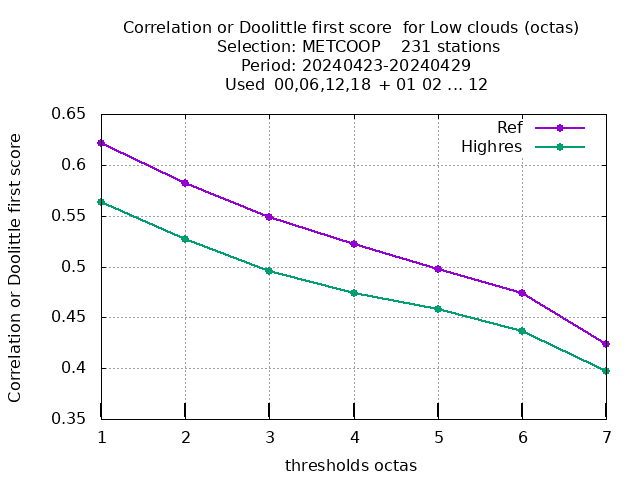 Correlation or Doolittle first score  for Low clouds (octas)
Selection: METCOOP    231 stations
Period: 20240423-20240429
Used  00,06,12,18 + 01 02 ... 12
Ref
Highres
Correlation or Doolittle first score
0.65
0.6
0.55
0.5
0.45
0.4
0.35
1 2 3 4 5 6 7
thresholds octas